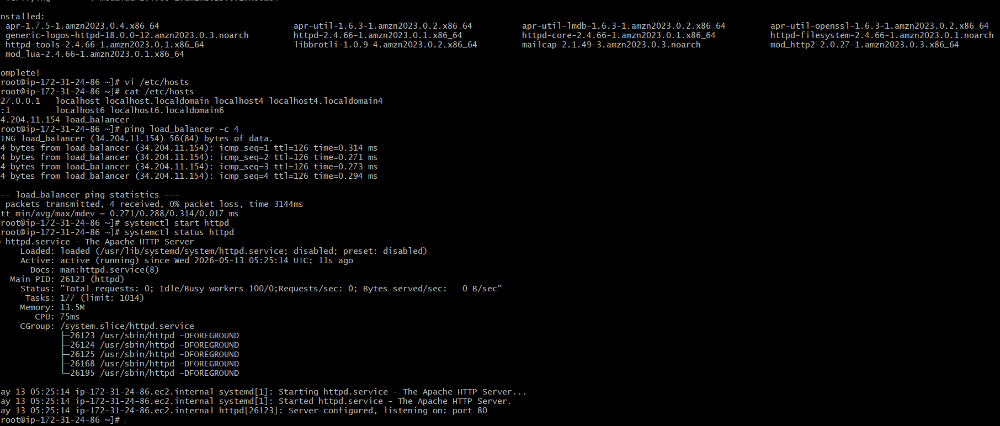 nstalled:
apr-1.7.5-1.amzn2023.0.4.x86_64 apr-util-1.6.3-1.amzn2023.0.2.x86_64 apr-util-lmdb-1.6.3-1.amzn2023.0.2.x86_64 apr-util-openssl-1.6.3-1.amzn2023.0.2.x86_64
generic-logos-httpd-18.0.0-12.amzn2023.0.3.noarch httpd-2.4.66-1.amzn2023.0.1.x86_64 httpd-core-2.4.66-1.amzn2023.0.1.x86_64 httpd-filesystem-2.4.66-1.amzn2023.0.1.noarch
httpd-tools-2.4.66-1.amzn2023.0.1.x86_64 libbrotli-1.0.9-4.amzn2023.0.2.x86_64 mailcap-2.1.49-3.amzn2023.0.3.noarch mod_http2-2.0.27-1.amzn2023.0.3.x86_64
mod_lua-2.4.66-1.amzn2023.0.1.x86_64
omplete!
root@ip-172-31-24-86 ~]# vi /etc/hosts
root@ip-172-31-24-86 ~]# cat /etc/hosts
27.0.0.1   localhost localhost.localdomain localhost4 localhost4.localdomain4
:1         localhost6 localhost6.localdomain6
4.204.11.154 load_balancer
root@ip-172-31-24-86 ~]# ping load_balancer -c 4
ING load_balancer (34.204.11.154) 56(84) bytes of data.
4 bytes from load_balancer (34.204.11.154): icmp_seq=1 ttl=126 time=0.314 ms
4 bytes from load_balancer (34.204.11.154): icmp_seq=2 ttl=126 time=0.271 ms
4 bytes from load_balancer (34.204.11.154): icmp_seq=3 ttl=126 time=0.273 ms
4 bytes from load_balancer (34.204.11.154): icmp_seq=4 ttl=126 time=0.294 ms
-- load_balancer ping statistics ---
packets transmitted, 4 received, 0% packet loss, time 3144ms
tt min/avg/max/mdev = 0.271/0.288/0.314/0.017 ms
root@ip-172-31-24-86 ~]# systemctl start httpd
root@ip-172-31-24-86 ~]# systemctl status httpd
httpd.service - The Apache HTTP Server
Loaded: loaded (/usr/lib/systemd/system/httpd.service; disabled; preset: disabled)
Active: active (running) since Wed 2026-05-13 05:25:14 UTC; 11s ago
Docs: man:httpd.service(8)
Main PID: 26123 (httpd)
Status: "Total requests: 0; Idle/Busy workers 100/0;Requests/sec: 0; Bytes served/sec:   0 B/sec"
Tasks: 177 (limit: 1014)
Memory: 13.5M
CPU: 75ms
CGroup: /system.slice/httpd.service
├─26123 /usr/sbin/httpd -DFOREGROUND
├─26124 /usr/sbin/httpd -DFOREGROUND
├─26125 /usr/sbin/httpd -DFOREGROUND
├─26168 /usr/sbin/httpd -DFOREGROUND
└─26195 /usr/sbin/httpd -DFOREGROUND
ay 13 05:25:14 ip-172-31-24-86.ec2.internal systemd[1]: Starting httpd.service - The Apache HTTP Server...
ay 13 05:25:14 ip-172-31-24-86.ec2.internal systemd[1]: Started httpd.service - The Apache HTTP Server.
ay 13 05:25:14 ip-172-31-24-86.ec2.internal httpd[26123]: Server configured, listening on: port 80
root@ip-172-31-24-86 ~]#